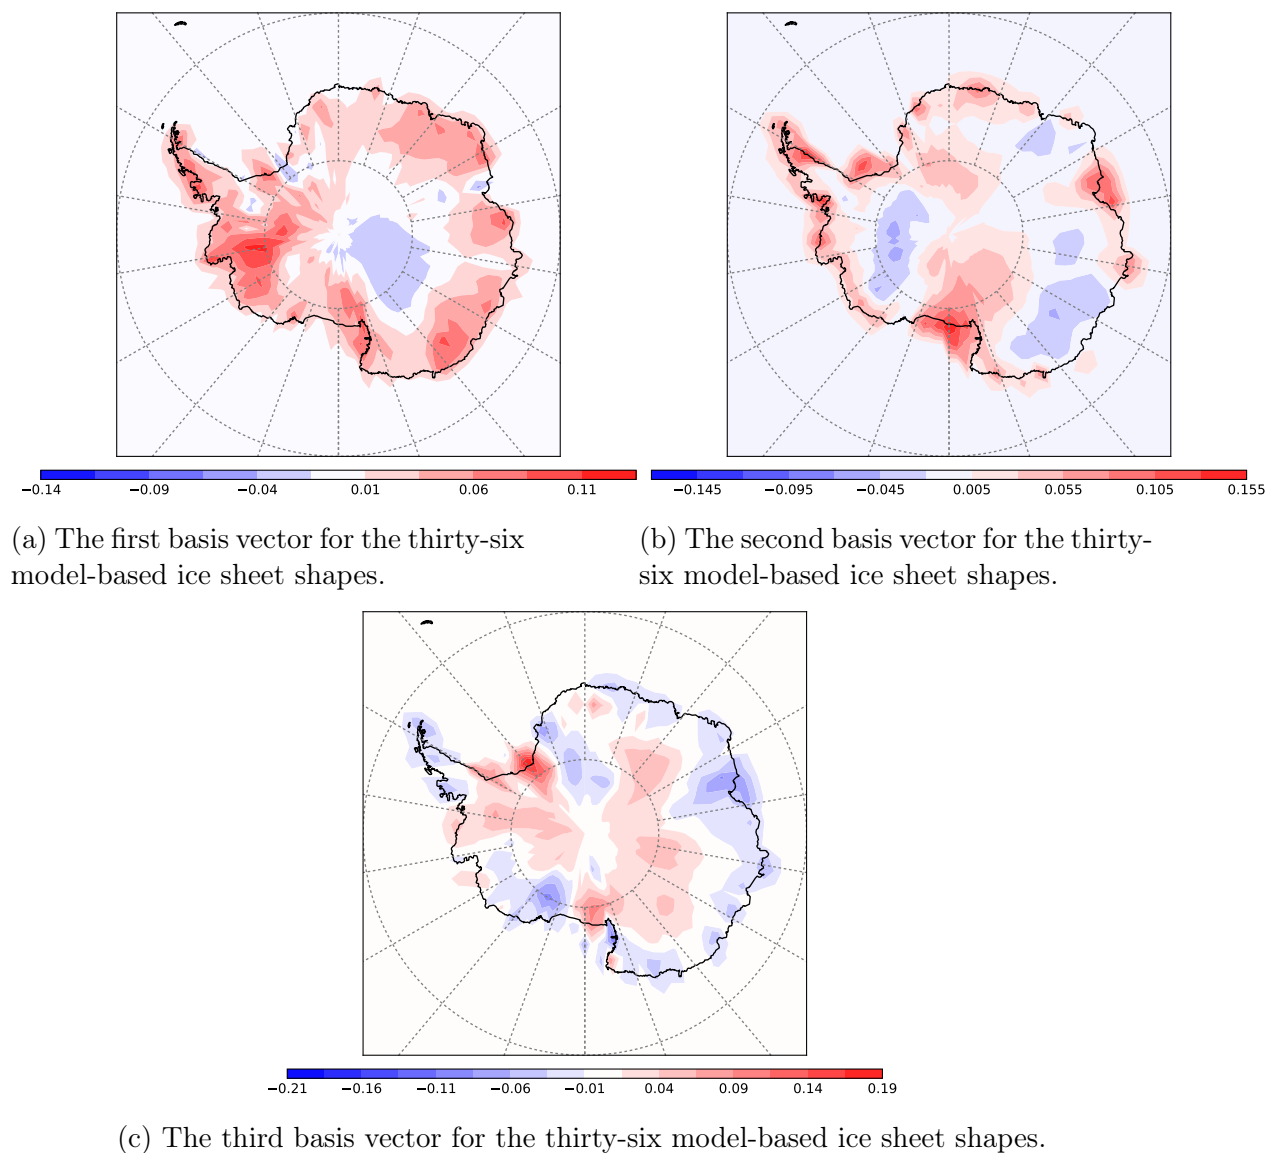 −0.14 −0.09 −0.04 0.01 0.06 0.11
−0.145 −0.095 −0.045 0.005 0.055 0.105 0.155
(a) The first basis vector for the thirty-six
model-based ice sheet shapes.
(b) The second basis vector for the thirty-
six model-based ice sheet shapes.
−0.21 −0.16 −0.11 −0.06 −0.01 0.04 0.09 0.14 0.19
(c) The third basis vector for the thirty-six model-based ice sheet shapes.